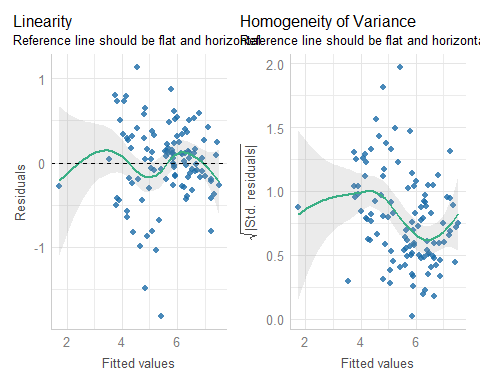 Linearity
Reference line should be flat and horizontal
Residuals
1
0
-1
2
4
6
Fitted values
Homogeneity of Variance
Reference line should be flat and horizonta
√|Std. residuals|
2.0
1.5
1.0
0.5
0.0
2
4
6
Fitted values